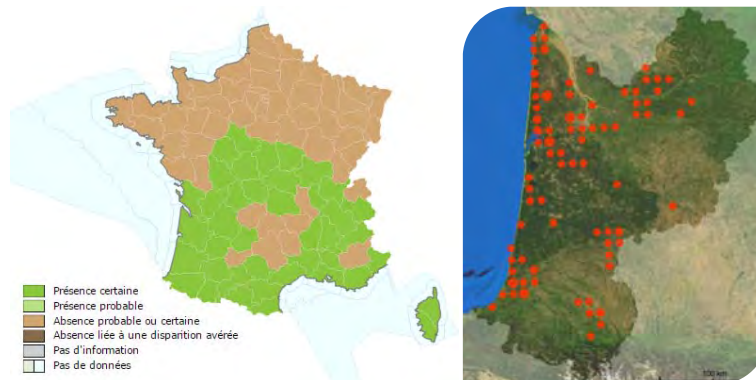 Présence certaine
Présence probable
Absence probable ou certaine
Absence liée à une disparition avérée
Pas d'information
Pas de données
100 km